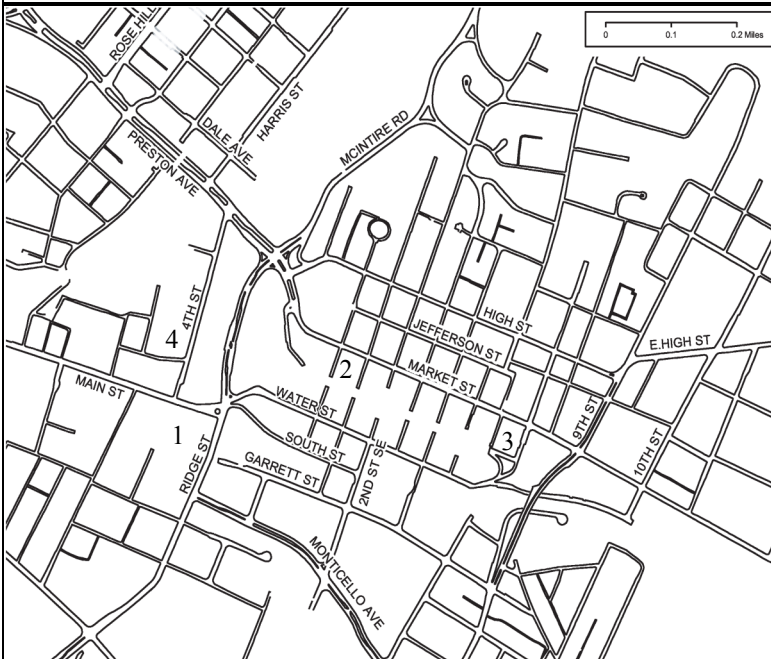 0 0.1 0.2 Miles
ROSE HILL
HARRIS ST
DALE AVE
PRESTON AVE
MCINTIRE RD
4TH ST
4
HIGH ST
JEFFERSON ST
E.HIGH ST
2
MARKET ST
MAIN ST
WATER ST
1
RIDGE ST
SOUTH ST
GARRETT ST
2ND ST SE
3
9TH ST
10TH ST
MONTICELLO AVE